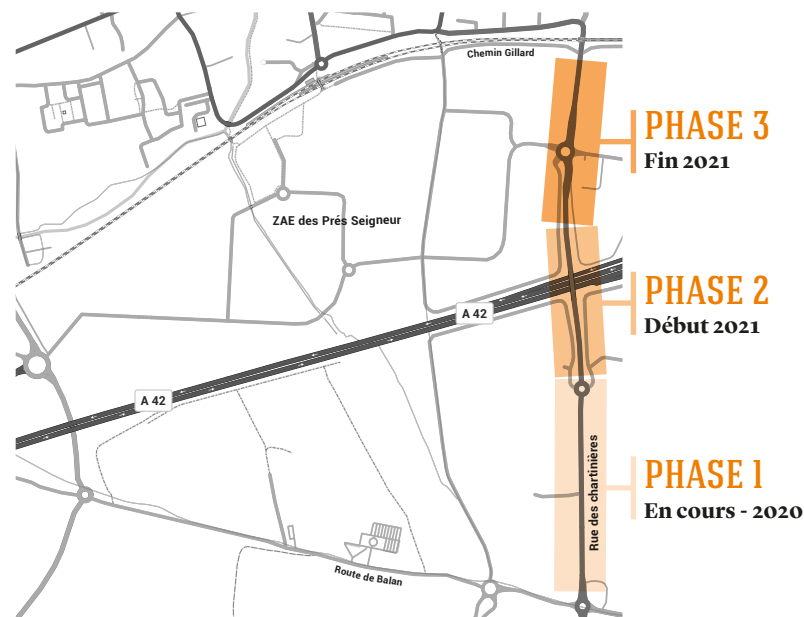 Chemin Gillard
PHASE 3
Fin 2021
ZAE des Prés Seigneur
PHASE 2
Début 2021
A 42
A 42
Rue des chartinières
PHASE 1
En cours - 2020
Route de Balan